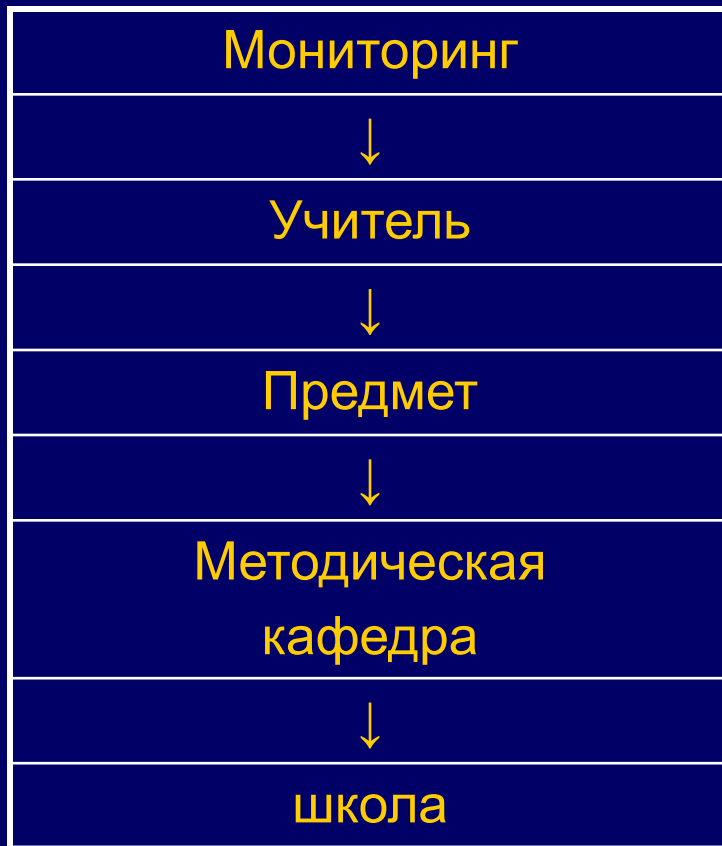 Мониторинг
↓
Учитель
↓
Предмет
↓
Методическая
кафедра
↓
школа